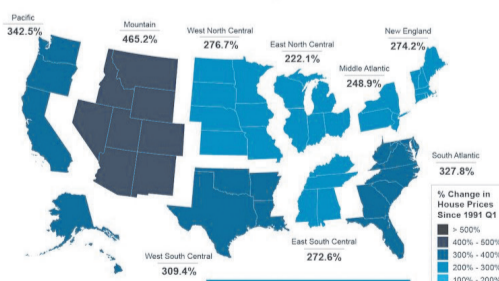 Pacific
342.5%
Mountain
465.2%
West North Central
276.7%
East North Central
222.1%
New England
274.2%
Middle Atlantic
248.9%
South Atlantic
327.8%
West South Central
309.4%
East South Central
272.6%
% Change in
House Prices
Since 1991 Q1
> 500%
400% - 500%
300% - 400%
200% - 300%
100% - 200%